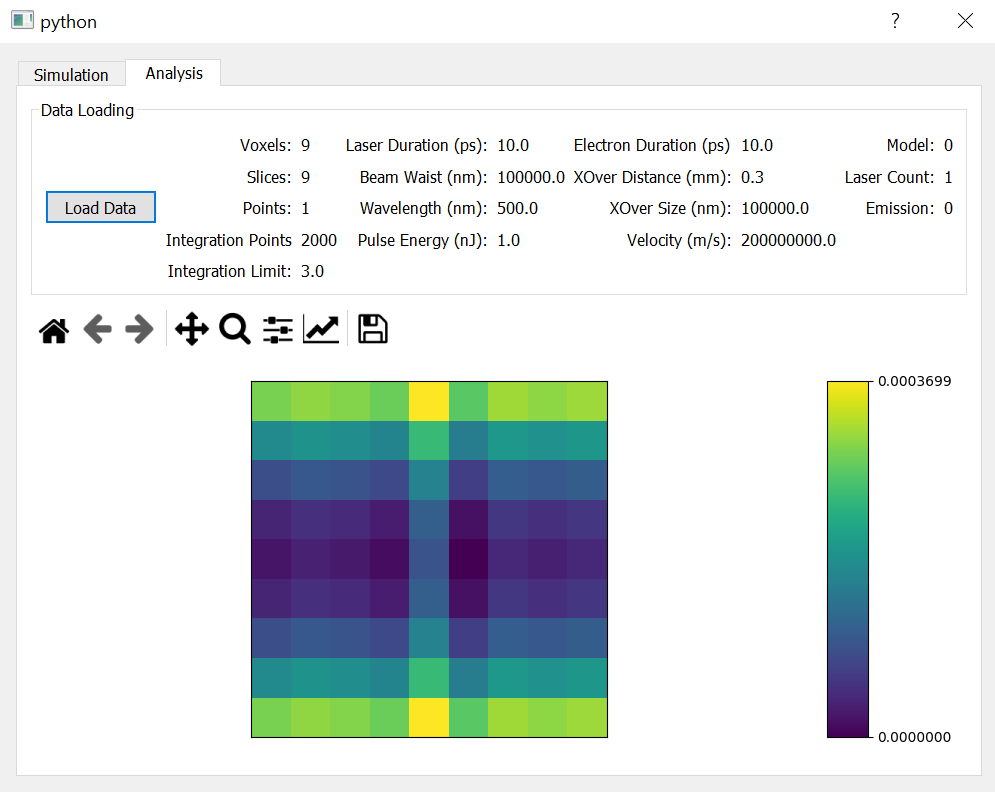 python ?
Simulation Analysis
Data Loading
Voxels: 9 Laser Duration (ps): 10.0 Electron Duration (ps) 10.0 Model: 0
Slices: 9 Beam Waist (nm): 100000.0 XOver Distance (mm): 0.3 Laser Count: 1
Load Data Points: 1 Wavelength (nm): 500.0 XOver Size (nm): 100000.0 Emission: 0
Integration Points 2000 Pulse Energy (nJ): 1.0 Velocity (m/s): 200000000.0
Integration Limit: 3.0
0.0003699
0.0000000